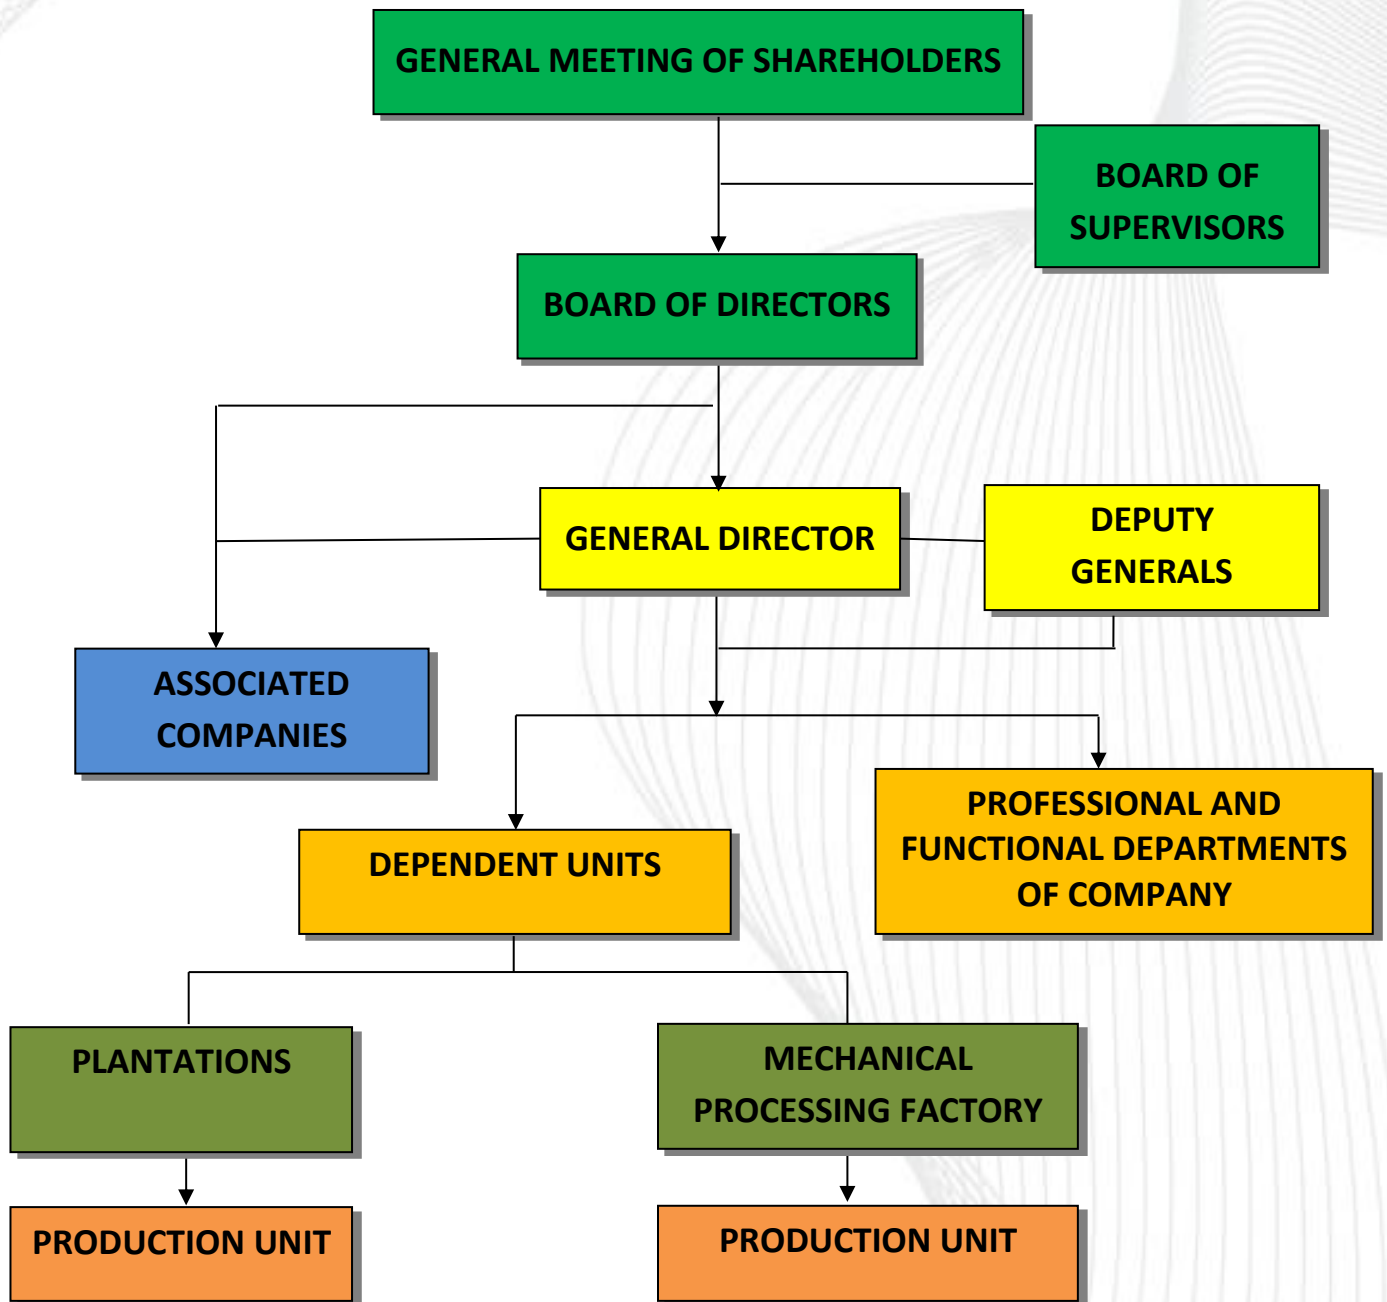 GENERAL MEETING OF SHAREHOLDERS
BOARD OF
SUPERVISORS
BOARD OF DIRECTORS
GENERAL DIRECTOR
DEPUTY
GENERALS
ASSOCIATED
COMPANIES
PROFESSIONAL AND
FUNCTIONAL DEPARTMENTS
OF COMPANY
DEPENDENT UNITS
PLANTATIONS
MECHANICAL
PROCESSING FACTORY
PRODUCTION UNIT
PRODUCTION UNIT